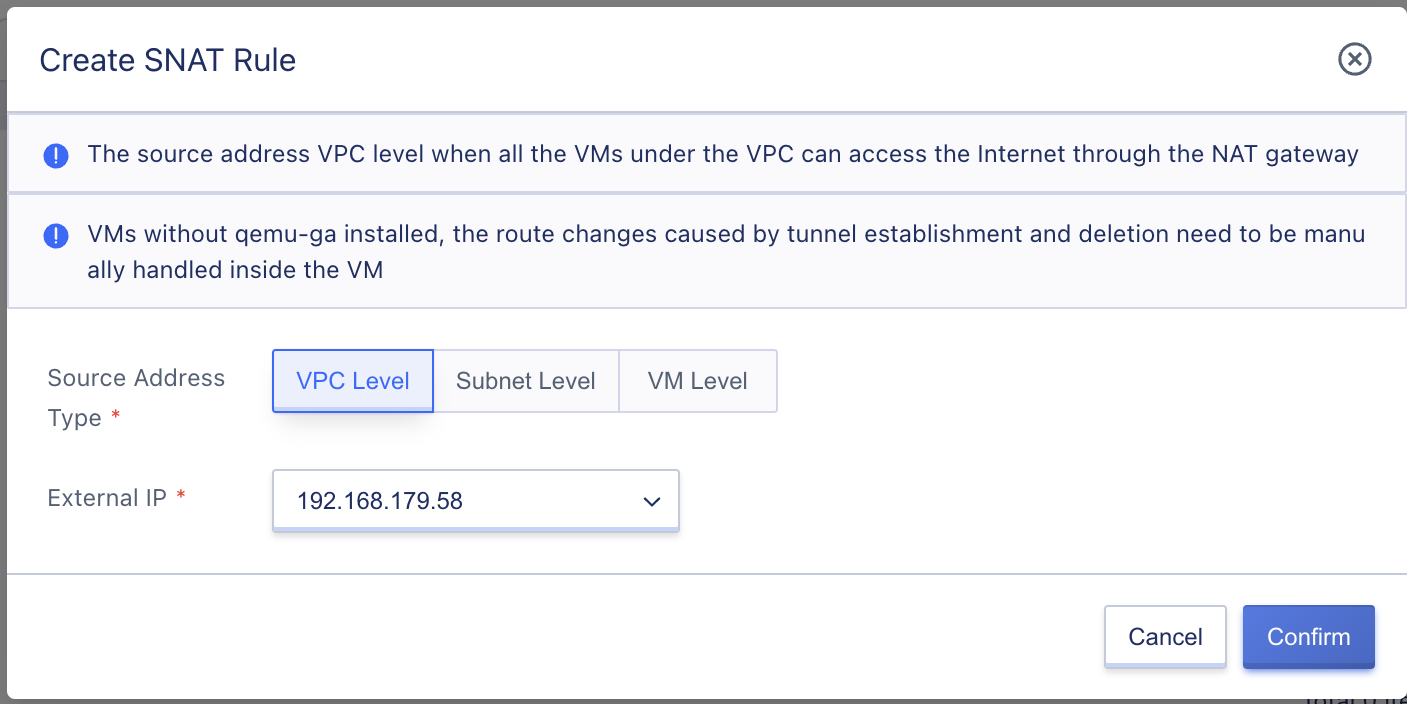 Create SNAT Rule
The source address VPC level when all the VMs under the VPC can access the Internet through the NAT gateway
VMs without qemu-ga installed, the route changes caused by tunnel establishment and deletion need to be manu
ally handled inside the VM
Source Address
Type *
VPC Level Subnet Level VM Level
External IP *
192.168.179.58
Cancel Confirm